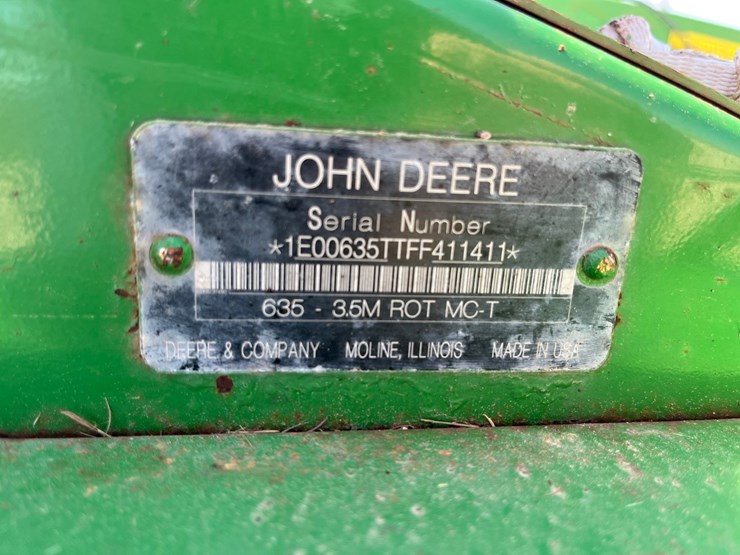 JOHN DEERE
Serial Number
*1E00635TTFF411411*
635 - 3.5M ROT MC-T
DEERE & COMPANY MOLINE, ILLINOIS MADE IN USA